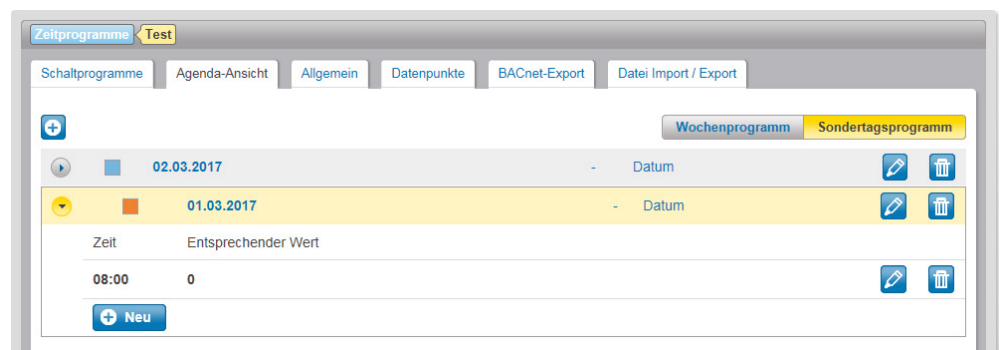 Zeitprogramme Test
Schaltprogramme Agenda-Ansicht Allgemein Datenpunkte BACnet-Export Datei Import / Export
Wochenprogramm Sondertagsprogramm
02.03.2017 - Datum
01.03.2017 - Datum
Zeit Entsprechender Wert
08:00 0
Neu